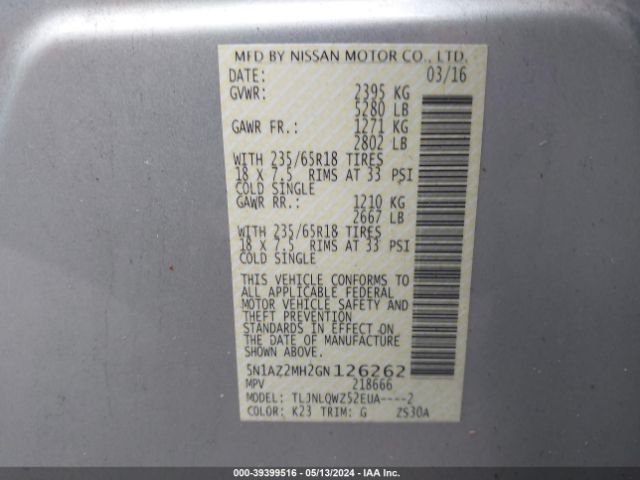 MFD BY NISSAN MOTOR CO., LTD.
DATE: 03/16
GVWR: 2395 KG
5280 LB
GAWR FR.: 1271 KG
2802 LB
WITH 235/65R18 TIRES
18 X 7.5 RIMS AT 33 PSI
COLD SINGLE
GAWR RR.: 1210 KG
2667 LB
WITH 235/65R18 TIRES
18 X 7.5 RIMS AT 33 PSI
COLD SINGLE
THIS VEHICLE CONFORMS TO
ALL APPLICABLE FEDERAL
MOTOR VEHICLE SAFETY AND
THEFT PREVENTION
STANDARDS IN EFFECT ON
THE DATE OF MANUFACTURE
SHOWN ABOVE.
5N1AZ2MH2GN126262
MPV 218666
MODEL: TLJNLQWZ52EUA----2
COLOR: K23 TRIM: G ZS30A
000-39399516 - 05/13/2024 - IAA Inc.